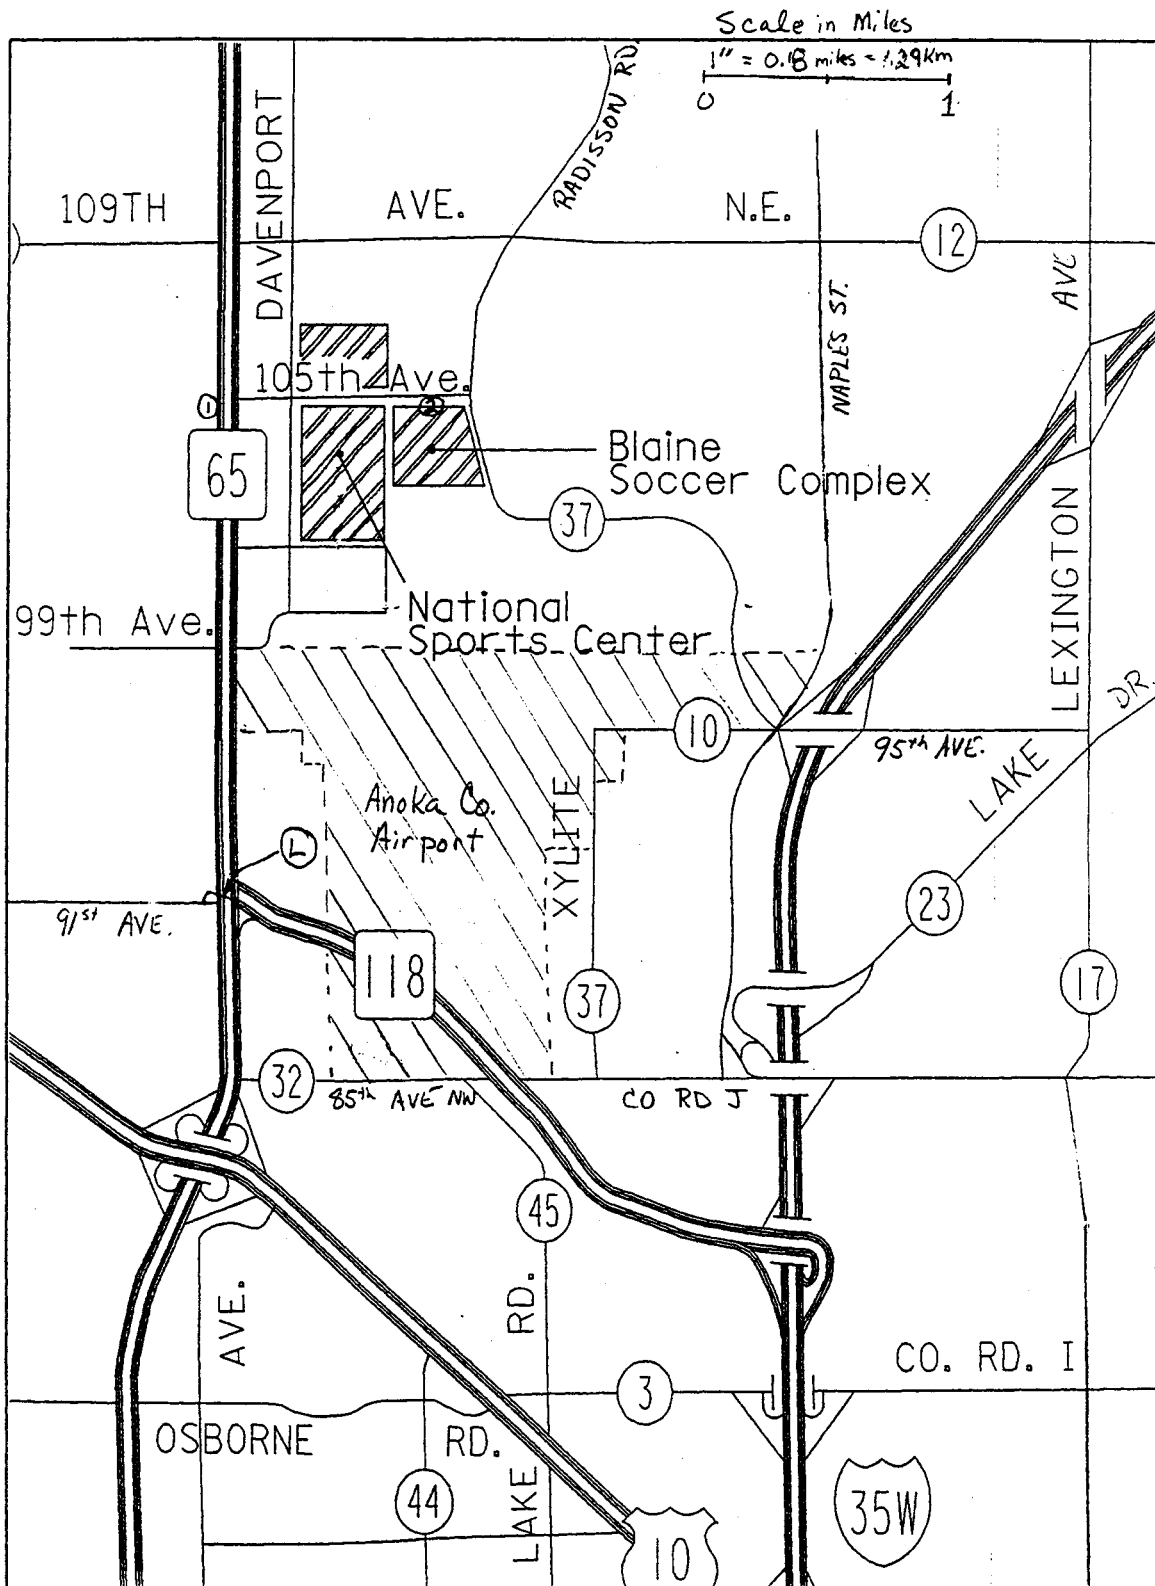 Scale in Miles
1" = 0.18 miles = 1.29km
0 1
RADISSON RD.
DAVENPORT
109TH AVE. N.E.
12
AVE
NAPLES ST.
105th Ave.
1
2
65
Blaine
Soccer Complex
37
LEXINGTON
National
Sports Center
99th Ave.
DR.
10
95th AVE.
LAKE
Anoka Co.
Airport
XYLITE
L
23
91st AVE.
118
37
17
32
85th AVE NW
CO RD J
45
RD.
AVE.
CO. RD. I
3
OSBORNE RD.
44
LAKE
35W
10